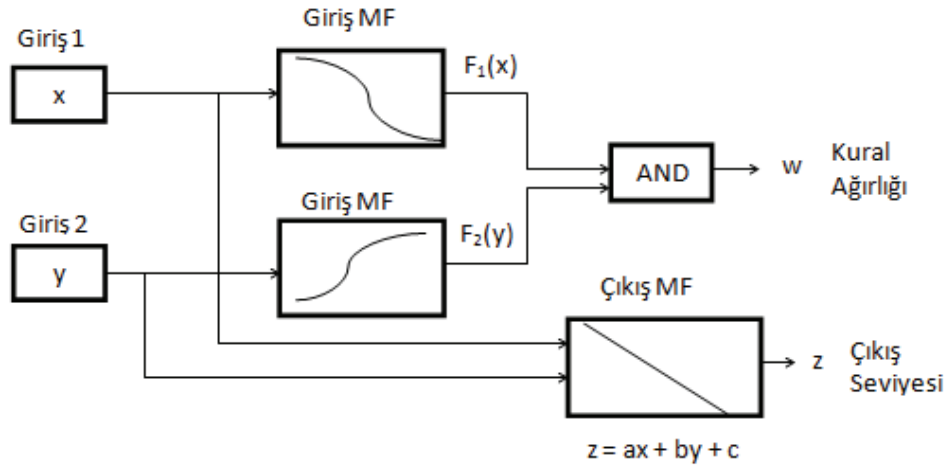 Giriş 1
x
Giriş MF
F₁(x)
AND
w
Kural
Ağırlığı
Giriş 2
y
Giriş MF
F₂(y)
Çıkış MF
z
Çıkış
Seviyesi
z = ax + by + c